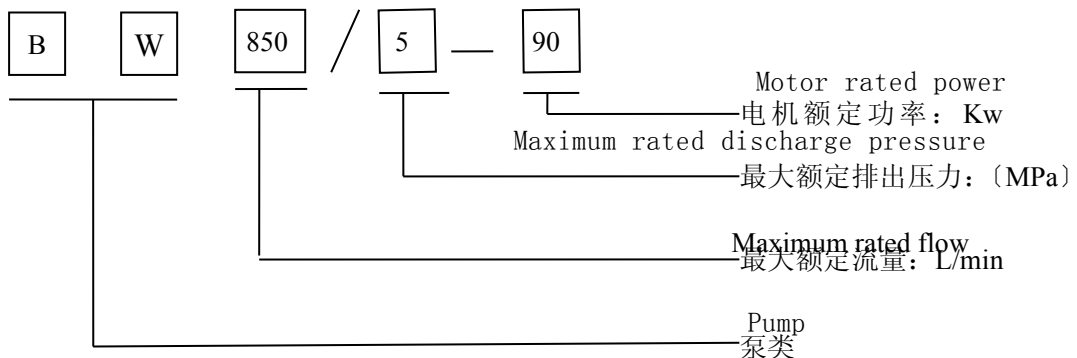 B W 850 / 5 — 90
Motor rated power
电机额定功率：Kw
Maximum rated discharge pressure
最大额定排出压力：〔MPa〕
Maximum rated flow
最大额定流量：L/min
Pump
泵类